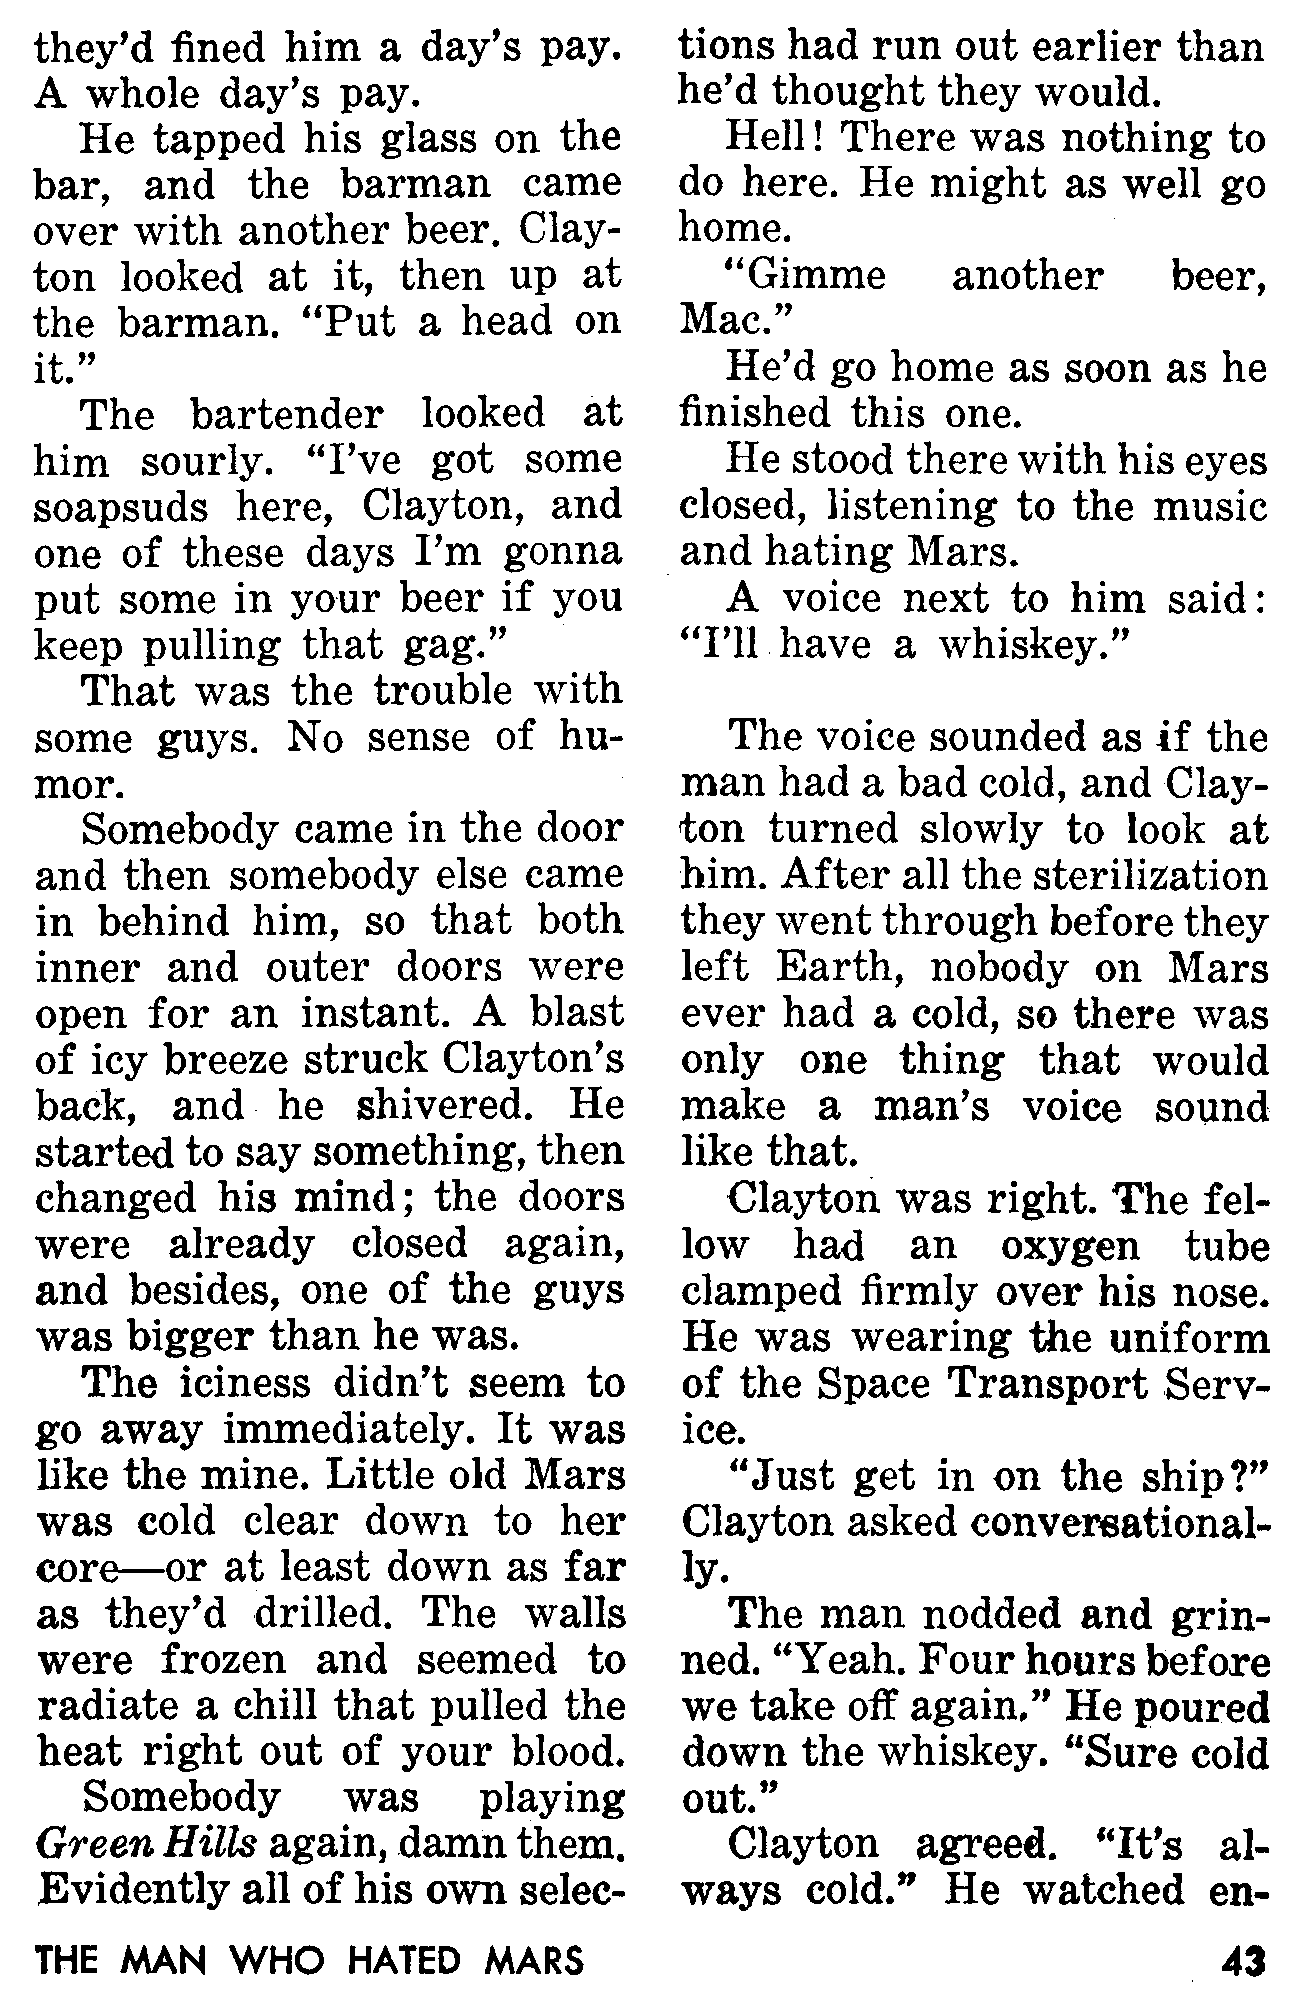 they'd fined him a day's pay.
A whole day's pay.
He tapped his glass on the
bar, and the barman came
over with another beer. Clay-
ton looked at it, then up at
the barman. “Put a head on
it.”
The bartender looked at
him sourly. “I've got some
soapsuds here, Clayton, and
one of these days I'm gonna
put some in your beer if you
keep pulling that gag.”
That was the trouble with
some guys. No sense of hu-
mor.
Somebody came in the door
and then somebody else came
in behind him, so that both
inner and outer doors were
open for an instant. A blast
of icy breeze struck Clayton's
back, and he shivered. He
started to say something, then
changed his mind; the doors
were already closed again,
and besides, one of the guys
was bigger than he was.
The iciness didn't seem to
go away immediately. It was
like the mine. Little old Mars
was cold clear down to her
core—or at least down as far
as they'd drilled. The walls
were frozen and seemed to
radiate a chill that pulled the
heat right out of your blood.
Somebody was playing
Green Hills again, damn them.
Evidently all of his own selec-
tions had run out earlier than
he'd thought they would.
Hell! There was nothing to
do here. He might as well go
home.
“Gimme another beer,
Mac.”
He'd go home as soon as he
finished this one.
He stood there with his eyes
closed, listening to the music
and hating Mars.
A voice next to him said:
“I'll have a whiskey.”
The voice sounded as if the
man had a bad cold, and Clay-
ton turned slowly to look at
him. After all the sterilization
they went through before they
left Earth, nobody on Mars
ever had a cold, so there was
only one thing that would
make a man's voice sound
like that.
Clayton was right. The fel-
low had an oxygen tube
clamped firmly over his nose.
He was wearing the uniform
of the Space Transport Serv-
ice.
“Just get in on the ship?”
Clayton asked conversational-
ly.
The man nodded and grin-
ned. “Yeah. Four hours before
we take off again.” He poured
down the whiskey. “Sure cold
out.”
Clayton agreed. “It's al-
ways cold.” He watched en-
THE MAN WHO HATED MARS 43